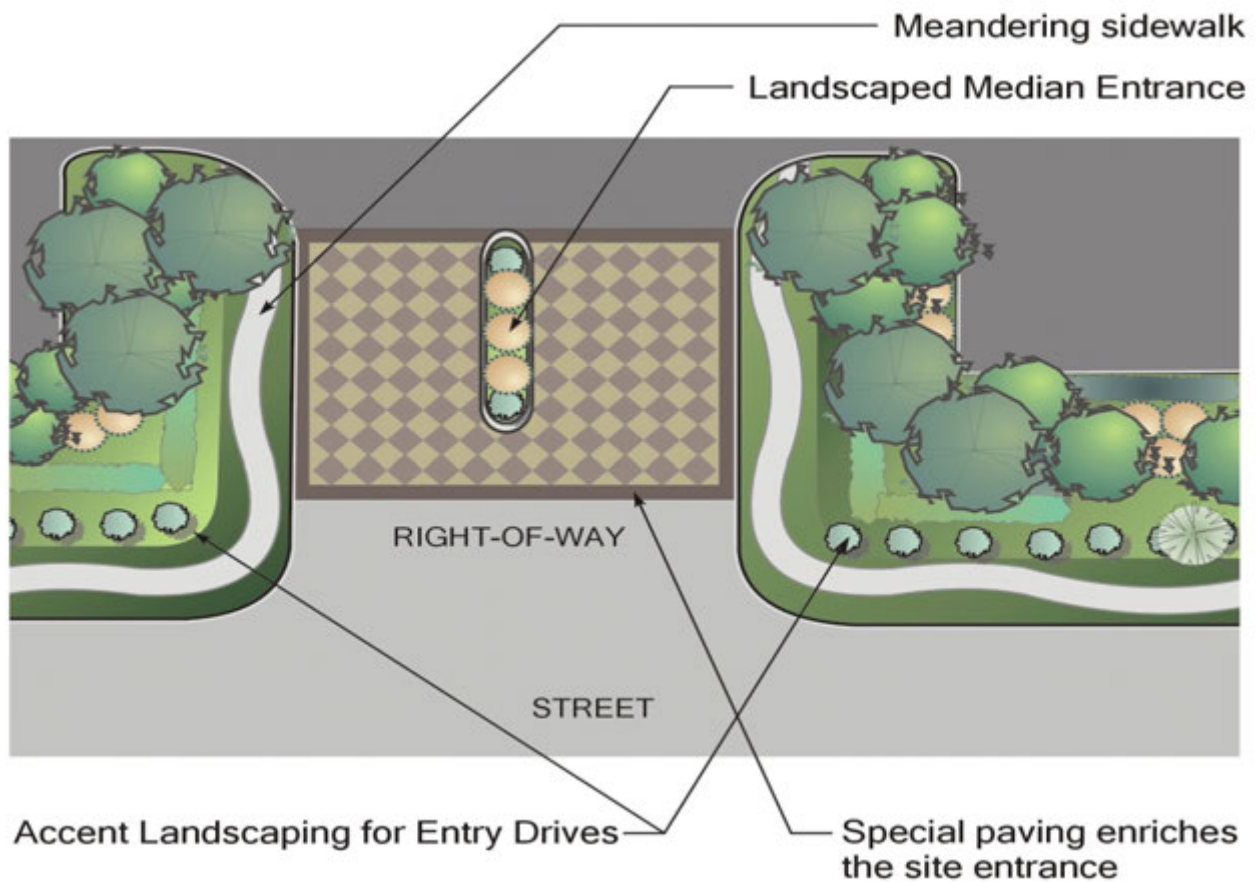 Meandering sidewalk
Landscaped Median Entrance
RIGHT-OF-WAY
STREET
Accent Landscaping for Entry Drives
Special paving enriches
the site entrance